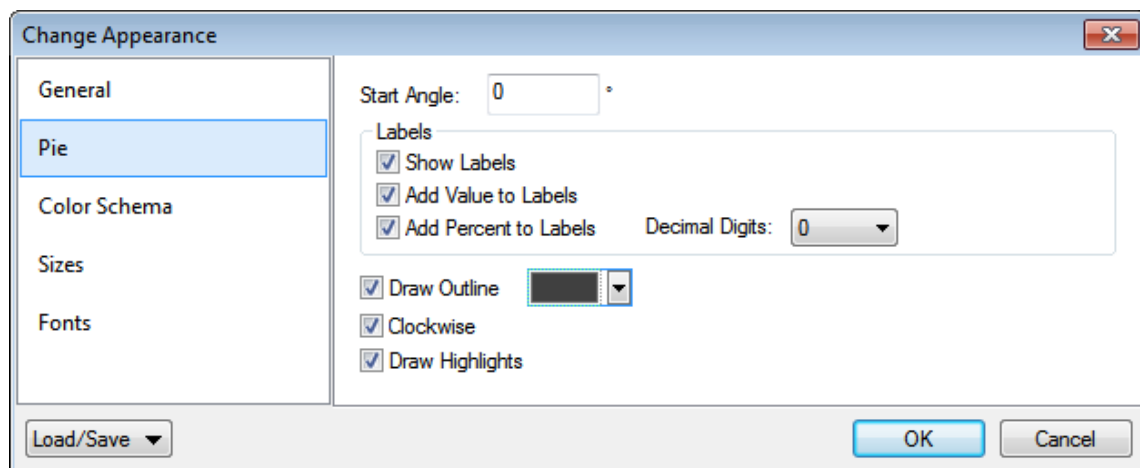 Change Appearance
General
Pie
Color Schema
Sizes
Fonts
Start Angle: 0 °
Labels
Show Labels
Add Value to Labels
Add Percent to Labels Decimal Digits: 0
Draw Outline
Clockwise
Draw Highlights
Load/Save OK Cancel